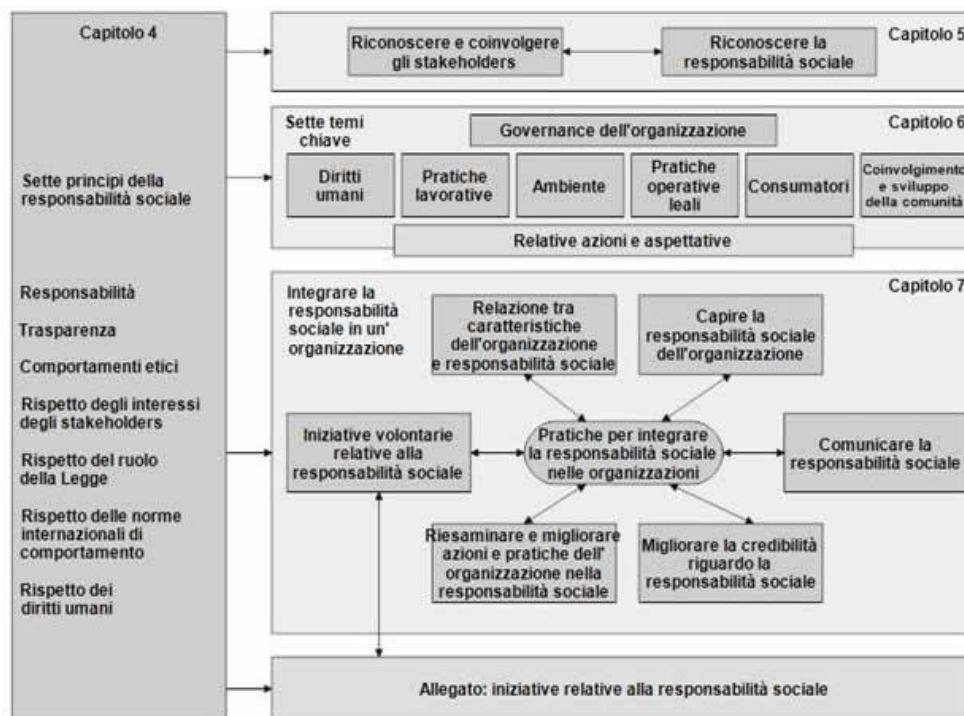 Capitolo 4
Sette principi della
responsabilità sociale
Responsabilità
Trasparenza
Comportamenti etici
Rispetto degli interessi
degli stakeholders
Rispetto del ruolo
della Legge
Rispetto delle norme
internazionali di
comportamento
Rispetto dei
diritti umani
Capitolo 5
Riconoscere e coinvolgere
gli stakeholders
Riconoscere la
responsabilità sociale
Capitolo 6
Sette temi
chiave
Governance dell'organizzazione
Diritti
umani
Pratiche
lavorative
Ambiente
Pratiche
operative
leali
Consumatori
Coinvolgimento
e sviluppo
della comunità
Relative azioni e aspettative
Capitolo 7
Integrare la
responsabilità
sociale in un'
organizzazione
Relazione tra
caratteristiche
dell'organizzazione
e responsabilità sociale
Capire la
responsabilità sociale
dell'organizzazione
Iniziative volontarie
relative alla
responsabilità sociale
Pratiche per integrare
la responsabilità sociale
nelle organizzazioni
Comunicare la
responsabilità sociale
Riesaminare e migliorare
azioni e pratiche dell'
organizzazione nella
responsabilità sociale
Migliorare la credibilità
riguardo la
responsabilità sociale
Allegato: iniziative relative alla responsabilità sociale